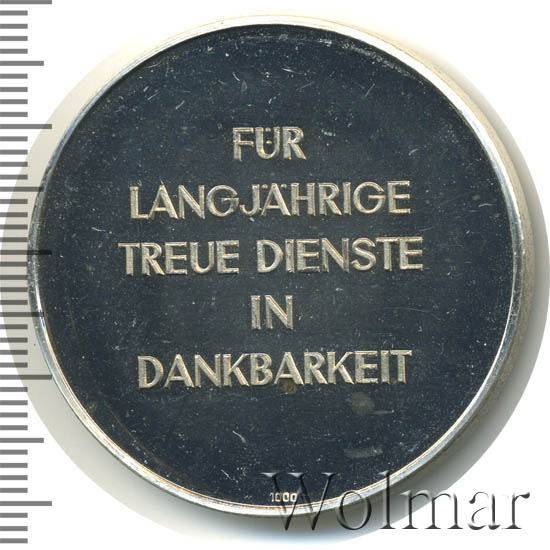 FÜR
LANGJÄHRIGE
TREUE DIENSTE
IN
DANKBARKEIT
1000
Wolmar